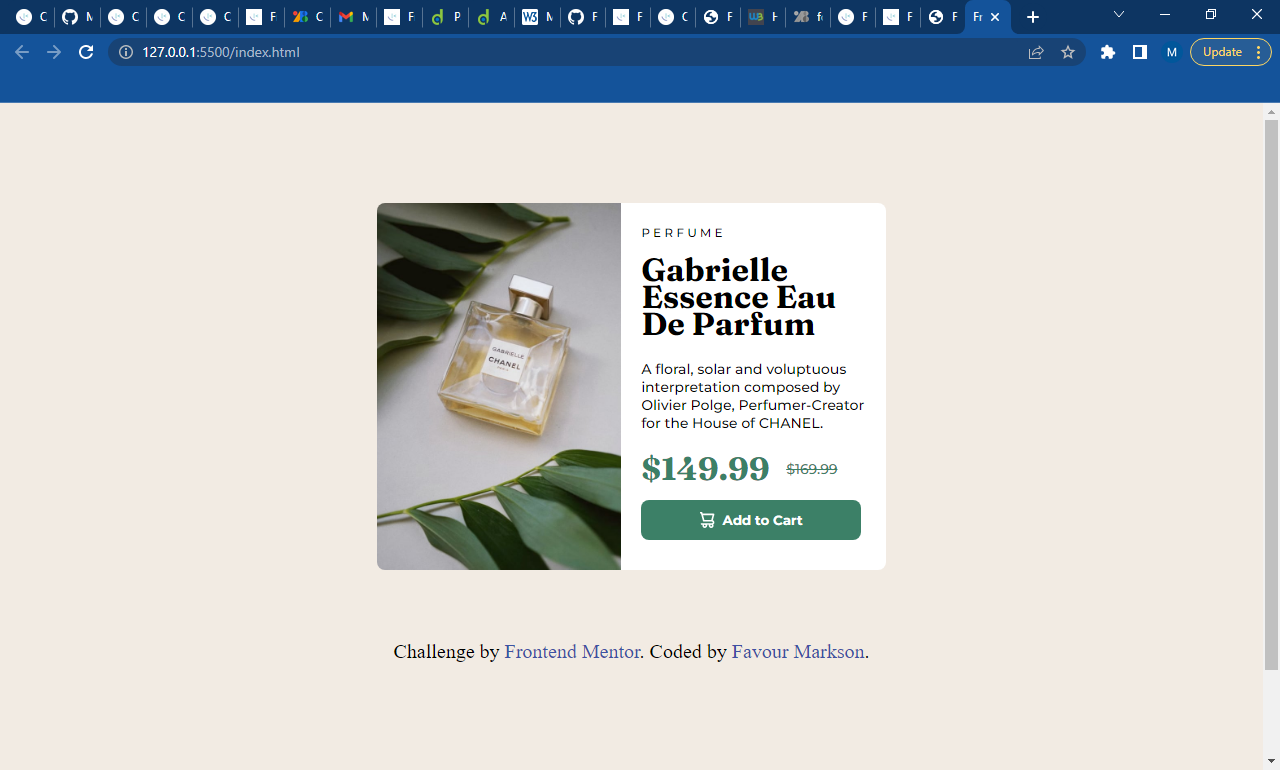 C
M
C
C
C
F
C
M
F
P
A
M
F
F
C
F
H
f
F
F
F
Fr
127.0.0.1:5500/index.html
M
Update
PERFUME
Gabrielle
Essence Eau
De Parfum
GABRIELLE
CHANEL
A floral, solar and voluptuous
interpretation composed by
Olivier Polge, Perfumer-Creator
for the House of CHANEL.
$149.99 $169.99
Add to Cart
Challenge by Frontend Mentor. Coded by Favour Markson.